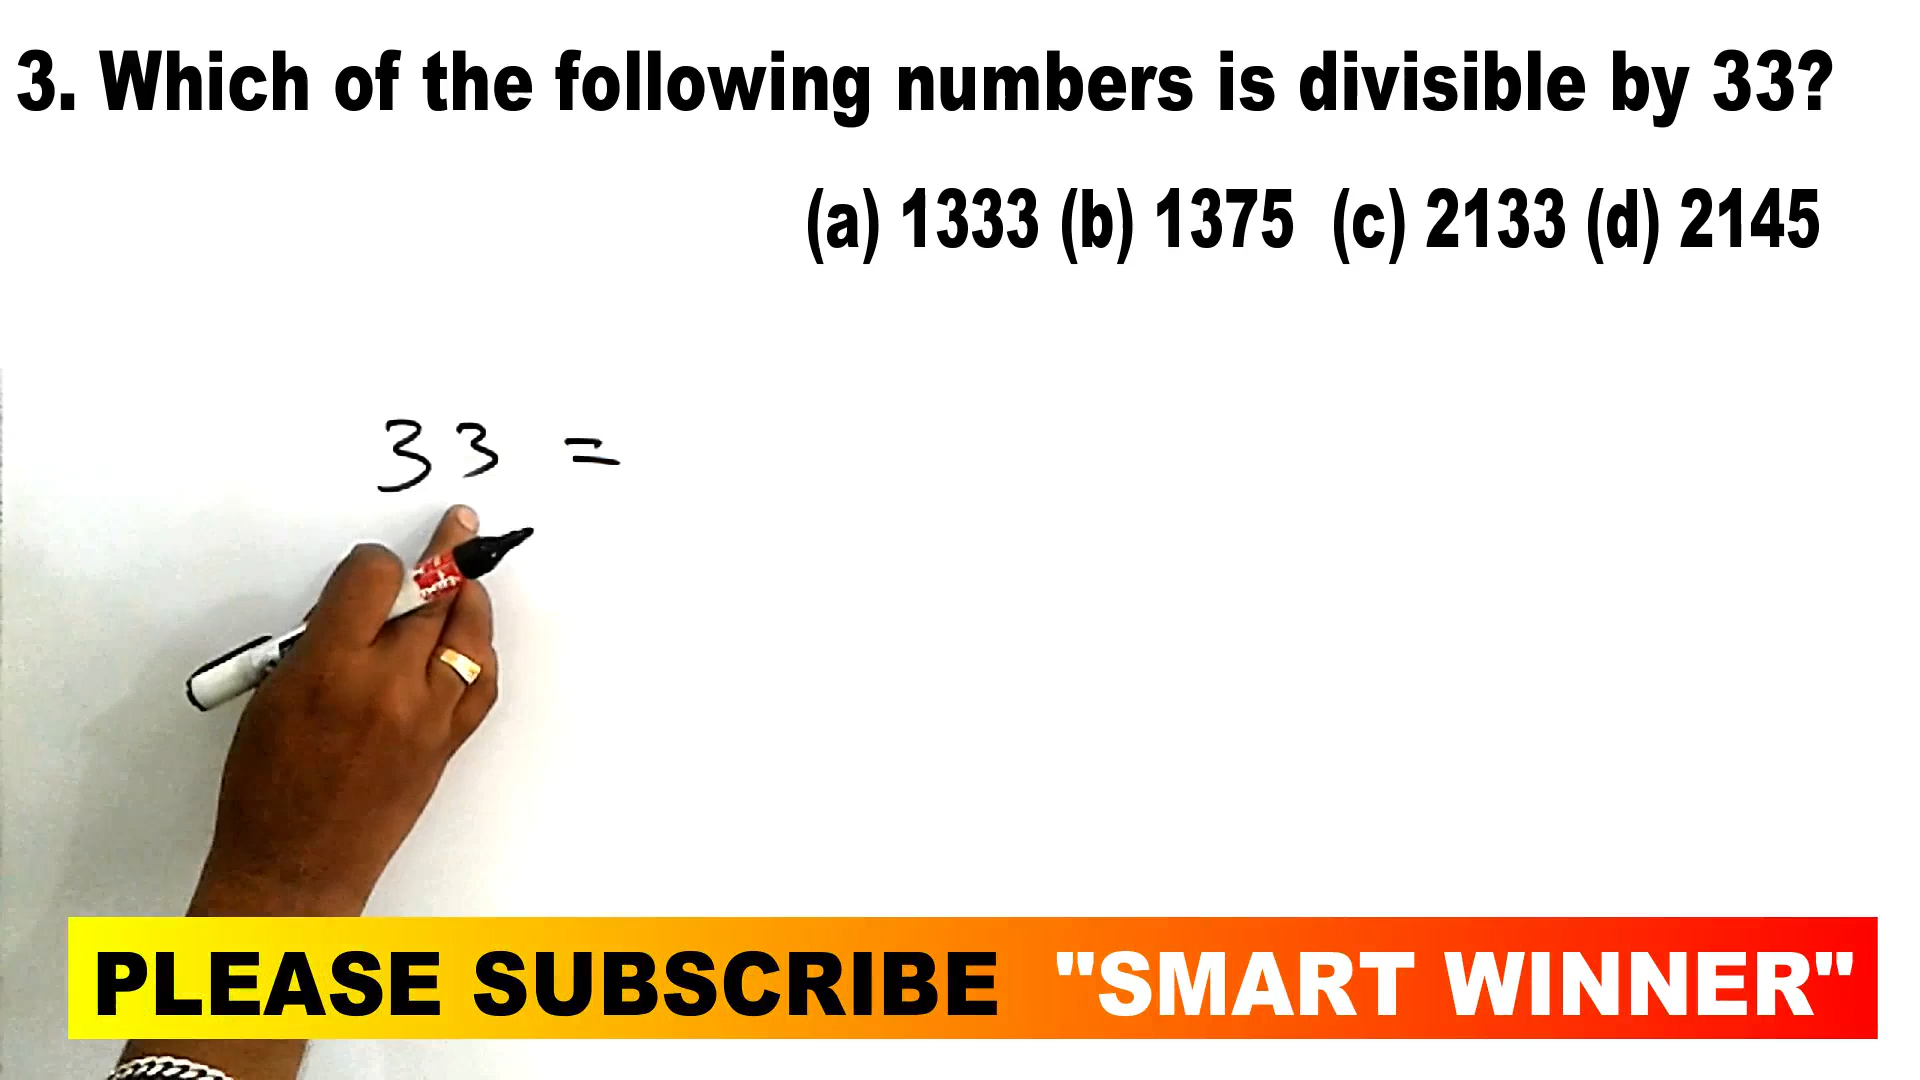 3. Which of the following numbers is divisible by 33?
(a) 1333 (b) 1375 (c) 2133 (d) 2145
33 =
PLEASE SUBSCRIBE "SMART WINNER"